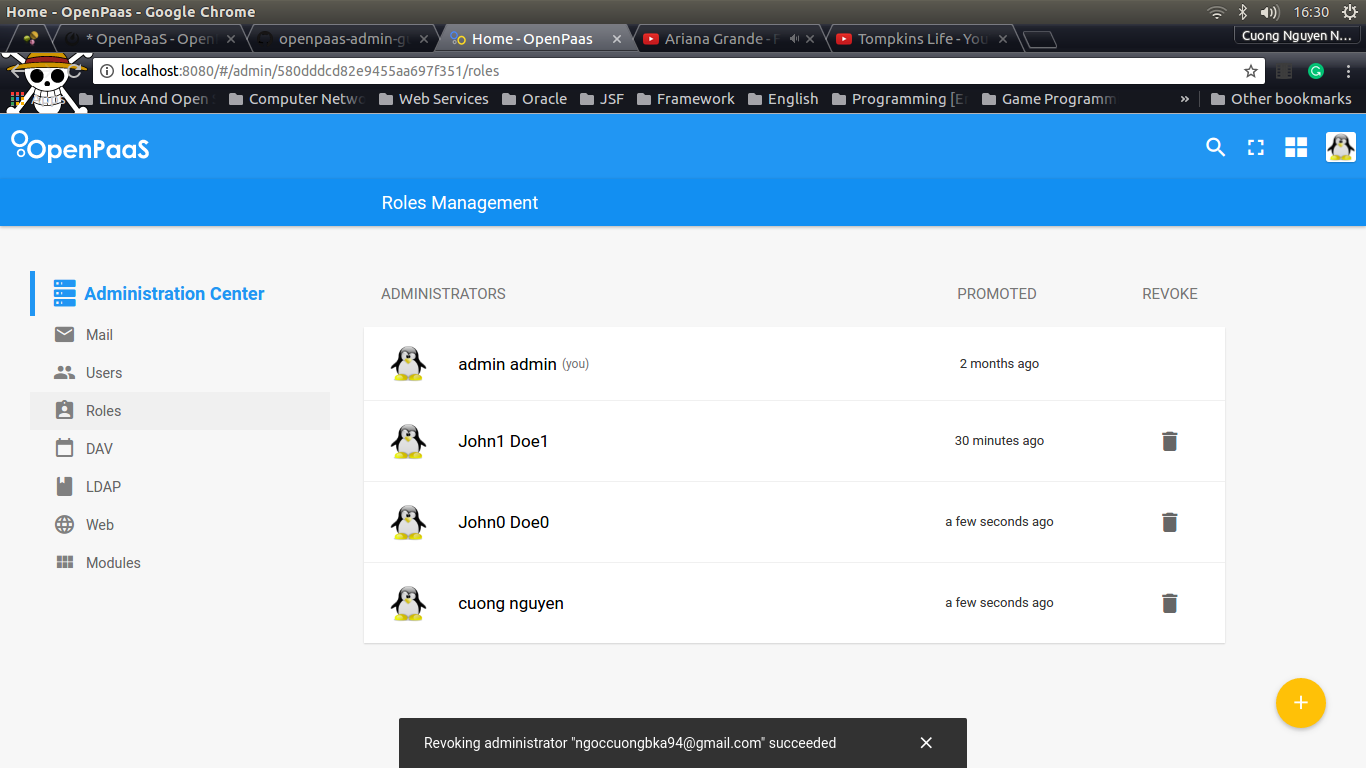 Home - OpenPaas - Google Chrome
16:30
* OpenPaaS - Open
openpaas-admin-g
Home - OpenPaas
Ariana Grande - F
Tompkins Life - You
Cuong Nguyen N...
localhost:8080/#/admin/580dddcd82e9455aa697f351/roles
Apps
Linux And Open S
Computer Netwo
Web Services
Oracle
JSF
Framework
English
Programming [E
Game Programm
»
Other bookmarks
OpenPaaS
Roles Management
Administration Center
Mail
Users
Roles
DAV
LDAP
Web
Modules
ADMINISTRATORS PROMOTED REVOKE
admin admin (you) 2 months ago
John1 Doe1 30 minutes ago
John0 Doe0 a few seconds ago
cuong nguyen a few seconds ago
Revoking administrator "ngoccuongbka94@gmail.com" succeeded